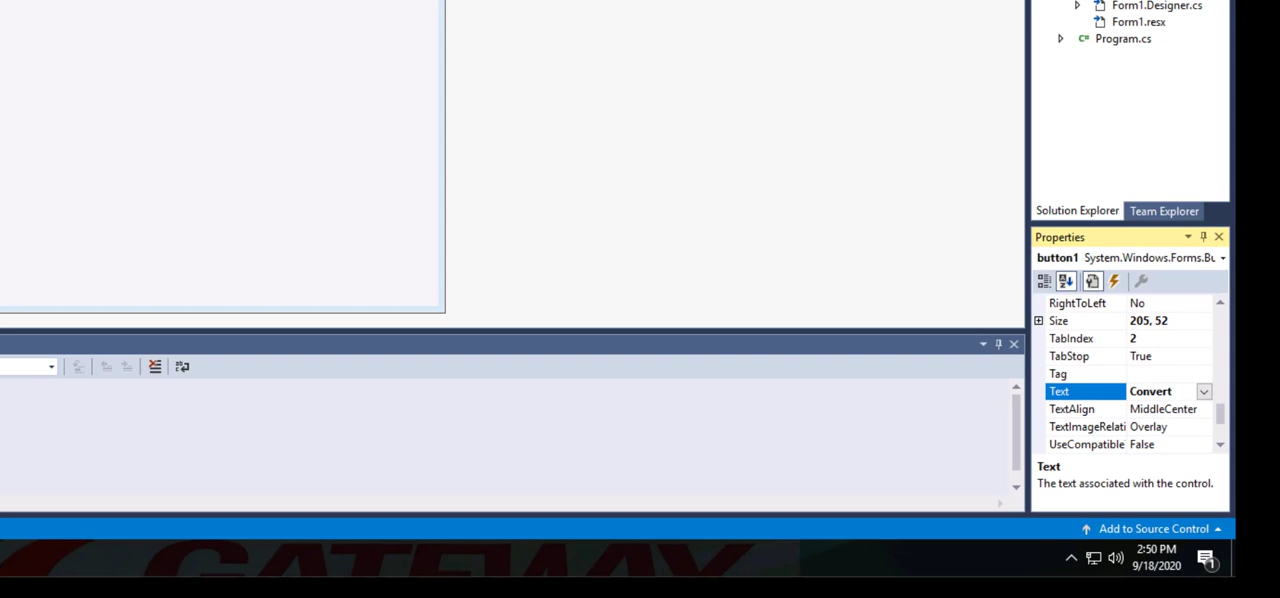 Form1.Designer.cs
Form1.resx
C# Program.cs
Solution Explorer Team Explorer
Properties
button1 System.Windows.Forms.Bu
RightToLeft No
Size 205, 52
TabIndex 2
TabStop True
Tag
Text Convert
TextAlign MiddleCenter
TextImageRelati Overlay
UseCompatible False
Text
The text associated with the control.
Add to Source Control
GATEWAY
2:50 PM
9/18/2020
1